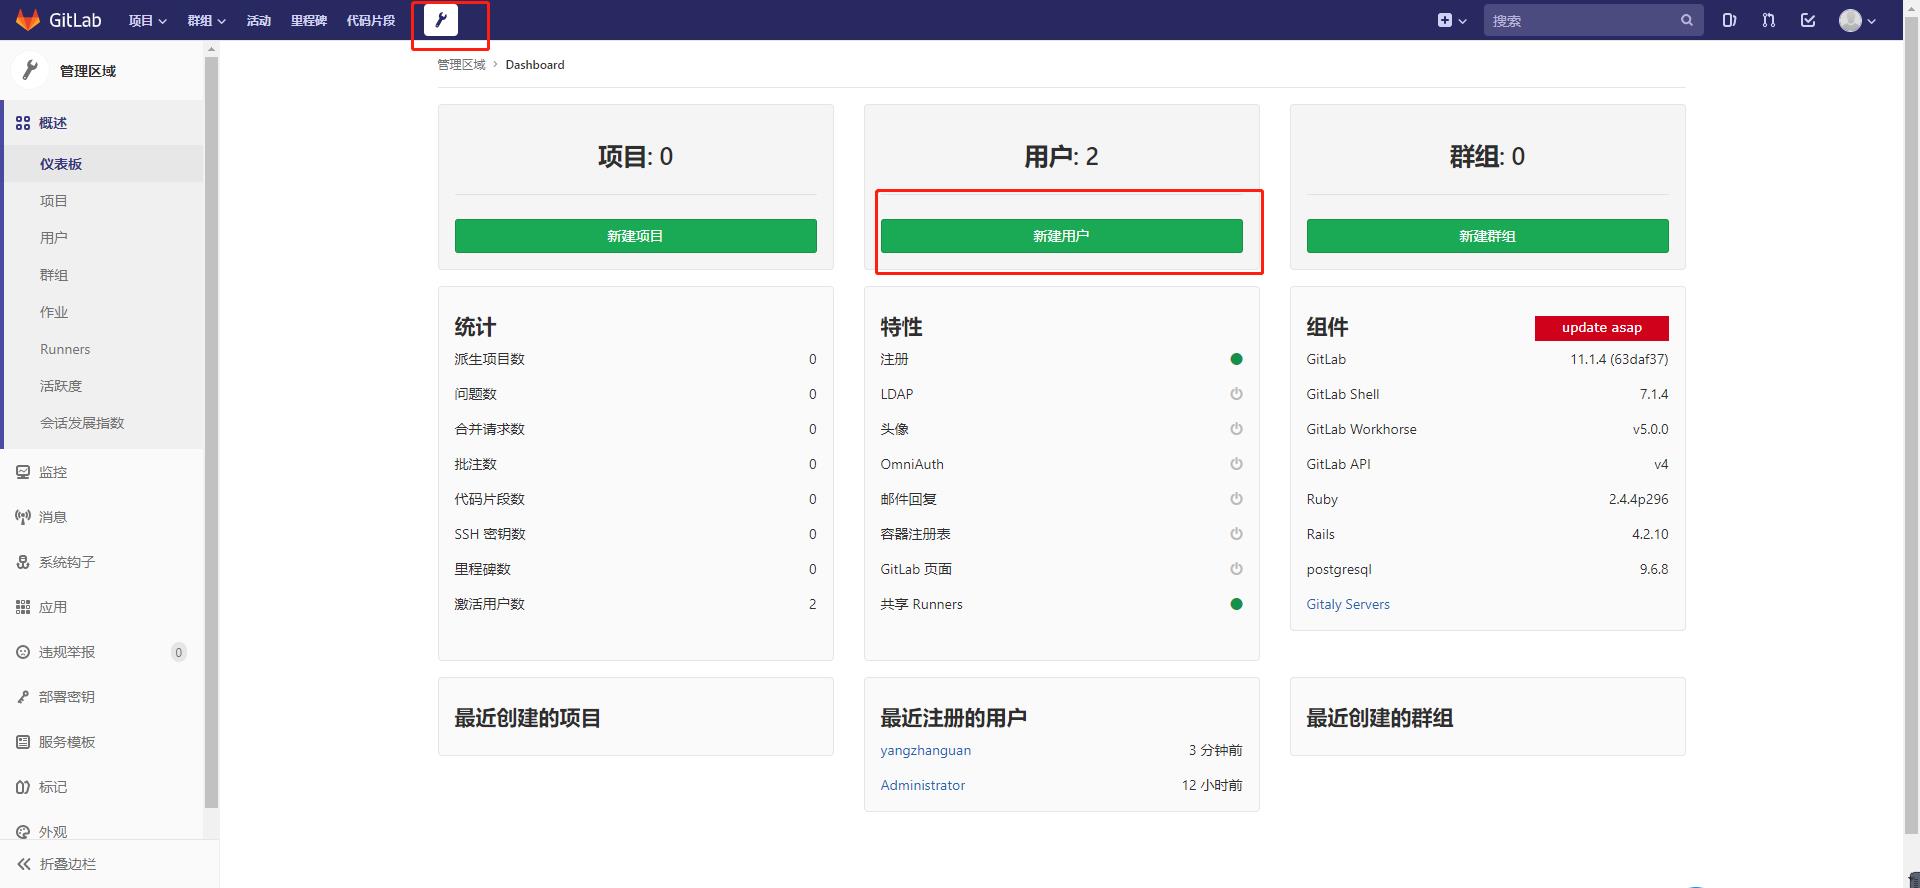 GitLab 项目 群组 活动 里程碑 代码片段 搜索
管理区域
概述
仪表板
项目
用户
群组
作业
Runners
活跃度
会话发展指数
监控
消息
系统钩子
应用
违规举报 0
部署密钥
服务模板
标记
外观
折叠边栏
管理区域 > Dashboard
项目: 0
新建项目
用户: 2
新建用户
群组: 0
新建群组
统计
派生项目数 0
问题数 0
合并请求数 0
批注数 0
代码片段数 0
SSH 密钥数 0
里程碑数 0
激活用户数 2
特性
注册
LDAP
头像
OmniAuth
邮件回复
容器注册表
GitLab 页面
共享 Runners
组件 update asap
GitLab 11.1.4 (63daf37)
GitLab Shell 7.1.4
GitLab Workhorse v5.0.0
GitLab API v4
Ruby 2.4.4p296
Rails 4.2.10
postgresql 9.6.8
Gitaly Servers
最近创建的项目
最近注册的用户
yangzhanguan 3 分钟前
Administrator 12 小时前
最近创建的群组